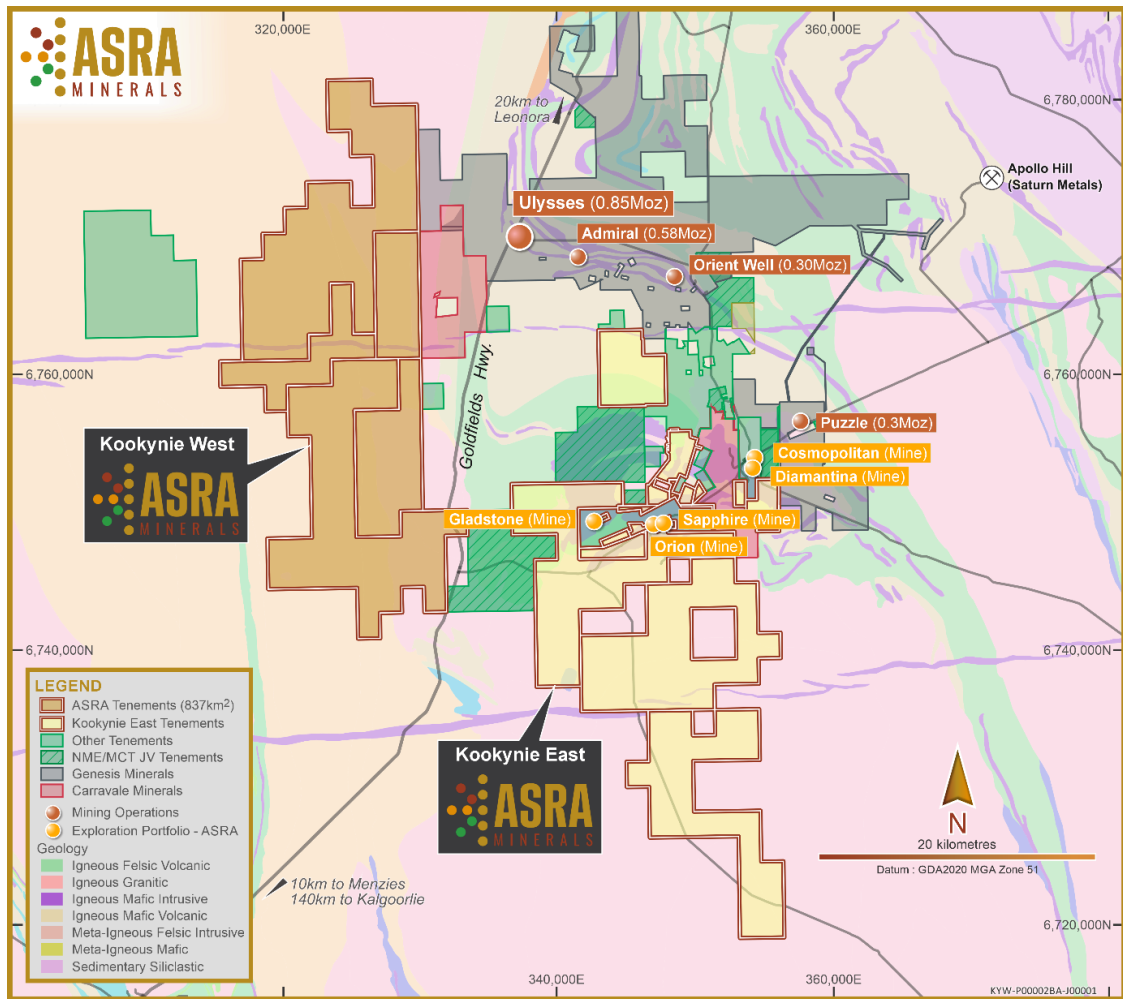 ASRA
MINERALS
320,000E
360,000E
6,780,000N
6,780,000N
20km to
Leonora
Apollo Hill
(Saturn Metals)
Ulysses (0.85Moz)
Admiral (0.58Moz)
Orient Well (0.30Moz)
Goldfields Hwy.
6,760,000N
6,760,000N
Kookynie West
ASRA
MINERALS
Puzzle (0.3Moz)
Cosmopolitan (Mine)
Diamantina (Mine)
Gladstone (Mine)
Sapphire (Mine)
Orion (Mine)
6,740,000N
6,740,000N
Kookynie East
ASRA
MINERALS
LEGEND
ASRA Tenements (837km²)
Kookynie East Tenements
Other Tenements
NME/MCT JV Tenements
Genesis Minerals
Carravale Minerals
Mining Operations
Exploration Portfolio - ASRA
Geology
Igneous Felsic Volcanic
Igneous Granitic
Igneous Mafic Intrusive
Igneous Mafic Volcanic
Meta-Igneous Felsic Intrusive
Meta-Igneous Mafic
Sedimentary Siliclastic
10km to Menzies
140km to Kalgoorlie
N
20 kilometres
Datum : GDA2020 MGA Zone 51
6,720,000N
340,000E
360,000E
KYW-P00002BA-J00001